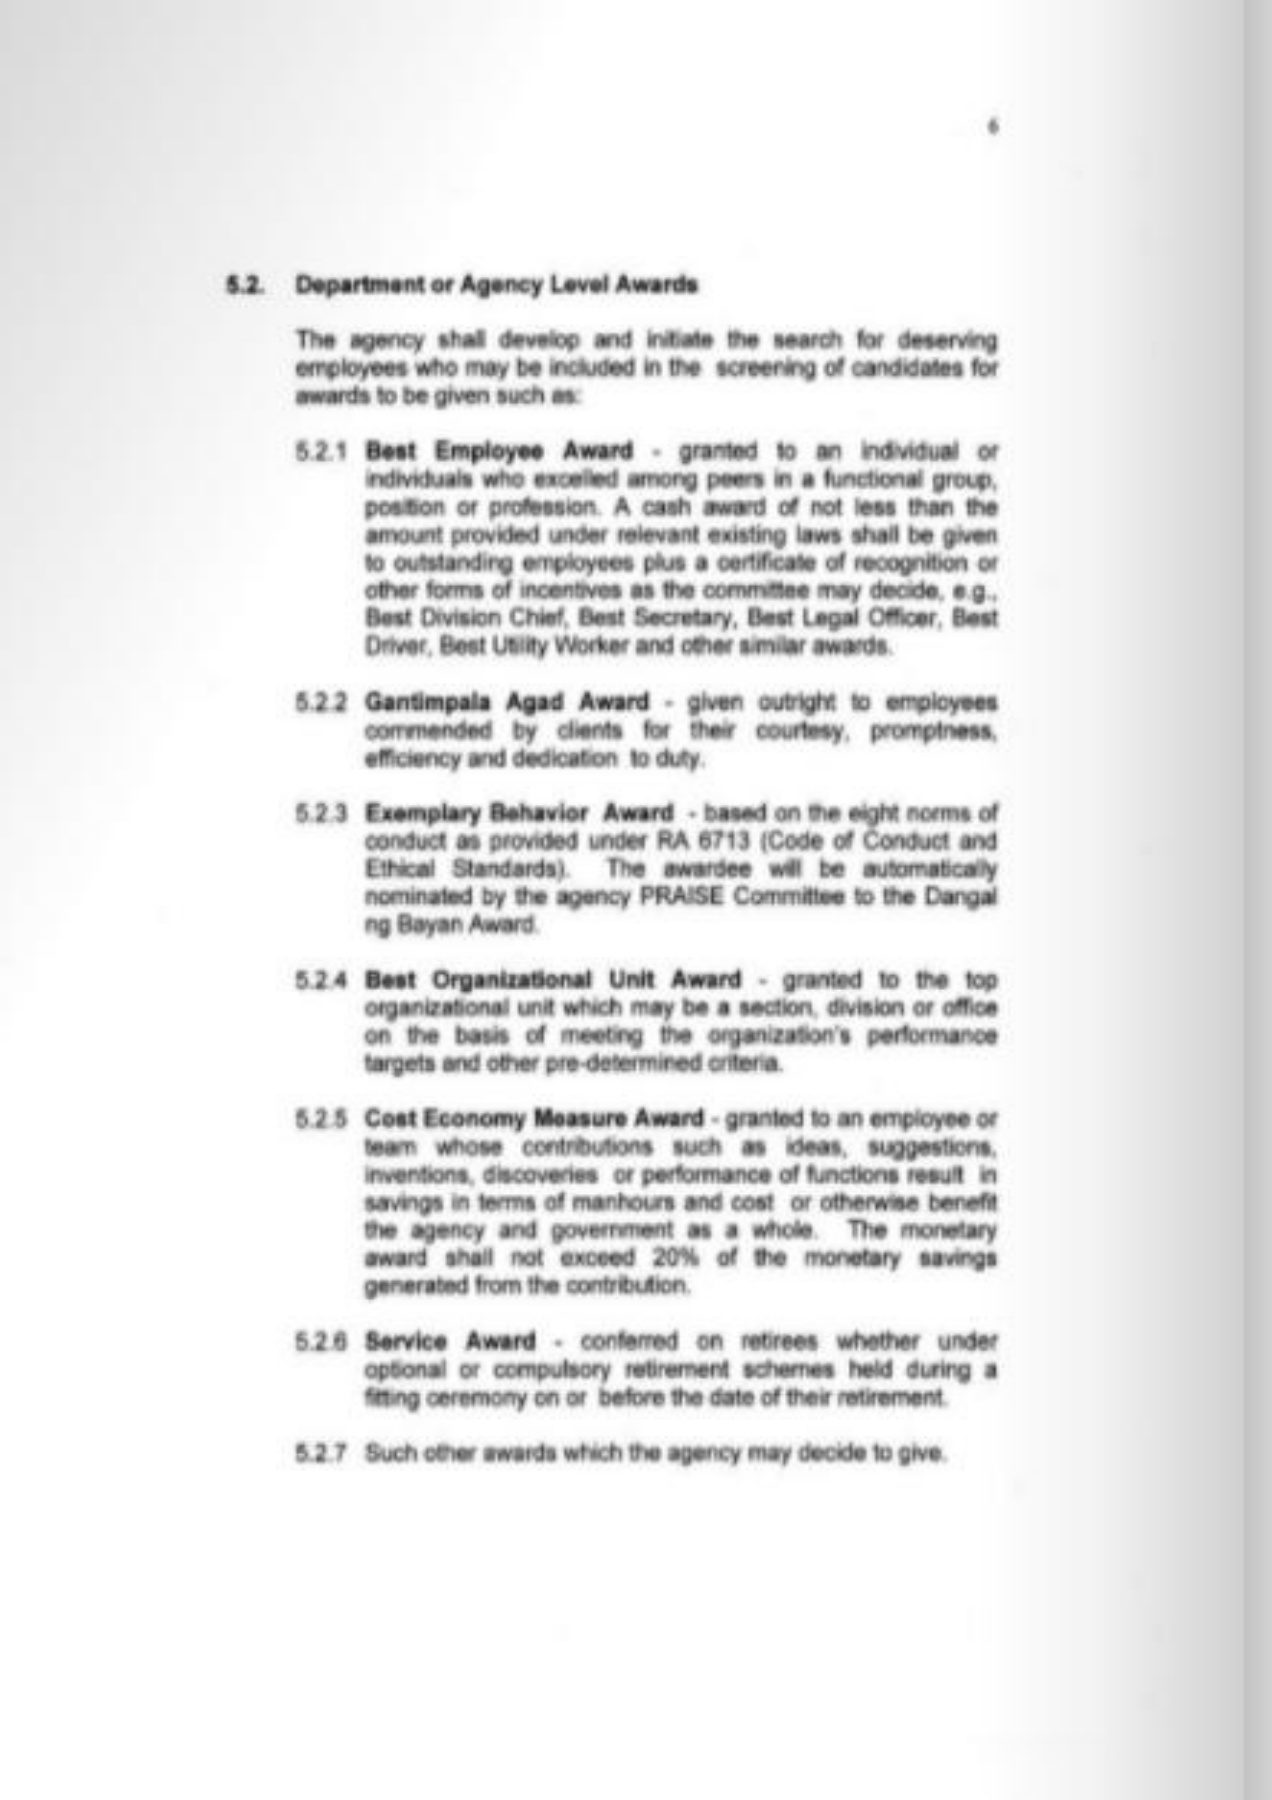 6
5.2. Department or Agency Level Awards
The agency shall develop and initiate the search for deserving
employees who may be included in the screening of candidates for
awards to be given such as:
5.2.1 Best Employee Award - granted to an individual or
individuals who excelled among peers in a functional group,
position or profession. A cash award of not less than the
amount provided under relevant existing laws shall be given
to outstanding employees plus a certificate of recognition or
other forms of incentives as the committee may decide, e.g.,
Best Division Chief, Best Secretary, Best Legal Officer, Best
Driver, Best Utility Worker and other similar awards.
5.2.2 Gantimpala Agad Award - given outright to employees
commended by clients for their courtesy, promptness,
efficiency and dedication to duty.
5.2.3 Exemplary Behavior Award - based on the eight norms of
conduct as provided under RA 6713 (Code of Conduct and
Ethical Standards). The awardee will be automatically
nominated by the agency PRAISE Committee to the Dangal
ng Bayan Award.
5.2.4 Best Organizational Unit Award - granted to the top
organizational unit which may be a section, division or office
on the basis of meeting the organization's performance
targets and other pre-determined criteria.
5.2.5 Cost Economy Measure Award - granted to an employee or
team whose contributions such as ideas, suggestions,
inventions, discoveries or performance of functions result in
savings in terms of manhours and cost or otherwise benefit
the agency and government as a whole. The monetary
award shall not exceed 20% of the monetary savings
generated from the contribution.
5.2.6 Service Award - conferred on retirees whether under
optional or compulsory retirement schemes held during a
fitting ceremony on or before the date of their retirement.
5.2.7 Such other awards which the agency may decide to give.